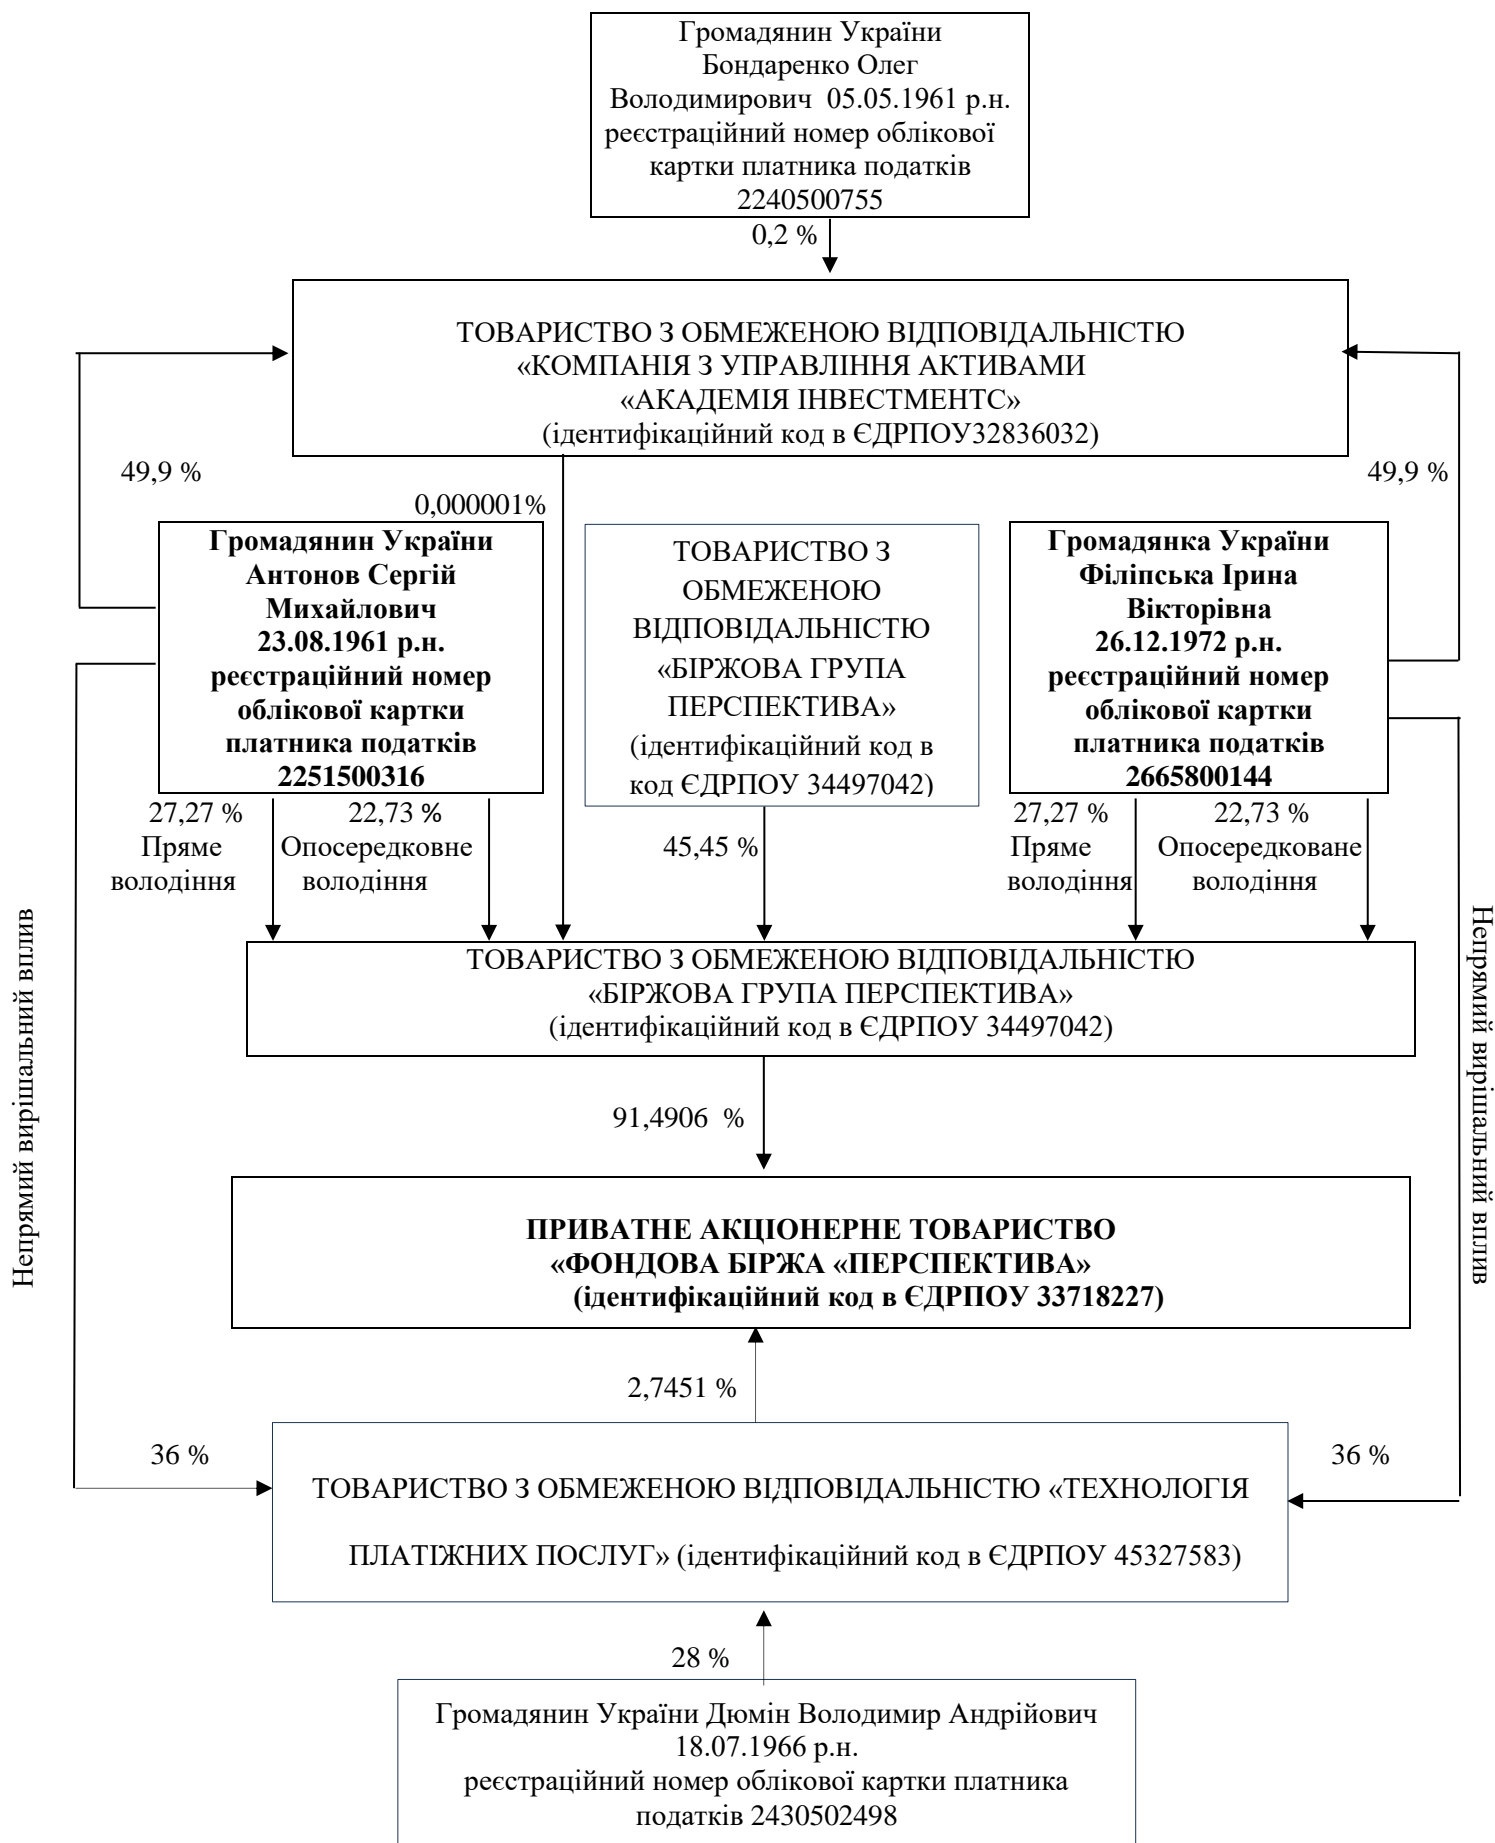 Громадянин України
Бондаренко Олег
Володимирович 05.05.1961 р.н.
реєстраційний номер облікової
картки платника податків
2240500755
0,2 %
ТОВАРИСТВО З ОБМЕЖЕНОЮ ВІДПОВІДАЛЬНІСТЮ
«КОМПАНІЯ З УПРАВЛІННЯ АКТИВАМИ
«АКАДЕМІЯ ІНВЕСТМЕНТС»
(ідентифікаційний код в ЄДРПОУ32836032)
49,9 %
49,9 %
0,000001%
Громадянин України
Антонов Сергій
Михайлович
23.08.1961 р.н.
реєстраційний номер
облікової картки
платника податків
2251500316
ТОВАРИСТВО З
ОБМЕЖЕНОЮ
ВІДПОВІДАЛЬНІСТЮ
«БІРЖОВА ГРУПА
ПЕРСПЕКТИВА»
(ідентифікаційний код в
код ЄДРПОУ 34497042)
Громадянка України
Філіпська Ірина
Вікторівна
26.12.1972 р.н.
реєстраційний номер
облікової картки
платника податків
2665800144
27,27 %
Пряме
володіння
22,73 %
Опосередковне
володіння
45,45 %
27,27 %
Пряме
володіння
22,73 %
Опосередковане
володіння
Непрямий вирішальний вплив
Непрямий вирішальний вплив
ТОВАРИСТВО З ОБМЕЖЕНОЮ ВІДПОВІДАЛЬНІСТЮ
«БІРЖОВА ГРУПА ПЕРСПЕКТИВА»
(ідентифікаційний код в ЄДРПОУ 34497042)
91,4906 %
ПРИВАТНЕ АКЦІОНЕРНЕ ТОВАРИСТВО
«ФОНДОВА БІРЖА «ПЕРСПЕКТИВА»
(ідентифікаційний код в ЄДРПОУ 33718227)
2,7451 %
36 %
36 %
ТОВАРИСТВО З ОБМЕЖЕНОЮ ВІДПОВІДАЛЬНІСТЮ «ТЕХНОЛОГІЯ
ПЛАТІЖНИХ ПОСЛУГ» (ідентифікаційний код в ЄДРПОУ 45327583)
28 %
Громадянин України Дюмін Володимир Андрійович
18.07.1966 р.н.
реєстраційний номер облікової картки платника
податків 2430502498